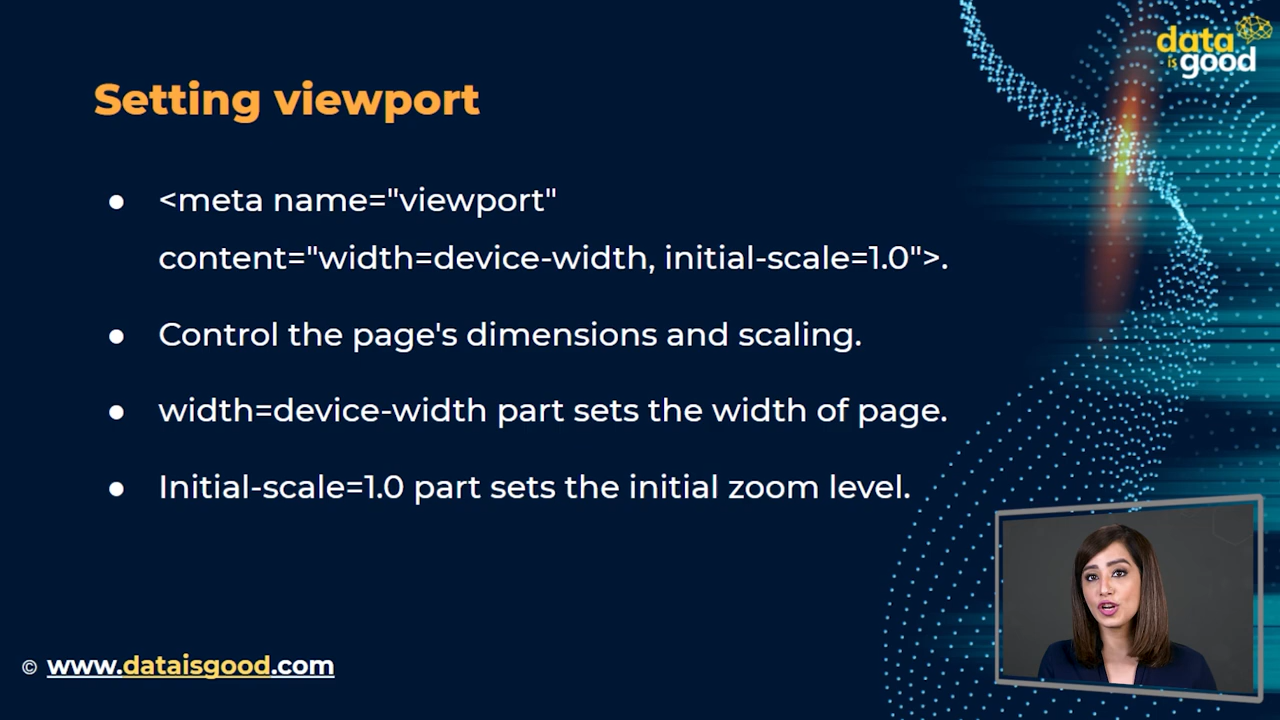 data
is good
Setting viewport
● <meta name="viewport"
content="width=device-width, initial-scale=1.0">.
● Control the page's dimensions and scaling.
● width=device-width part sets the width of page.
● Initial-scale=1.0 part sets the initial zoom level.
© www.dataisgood.com